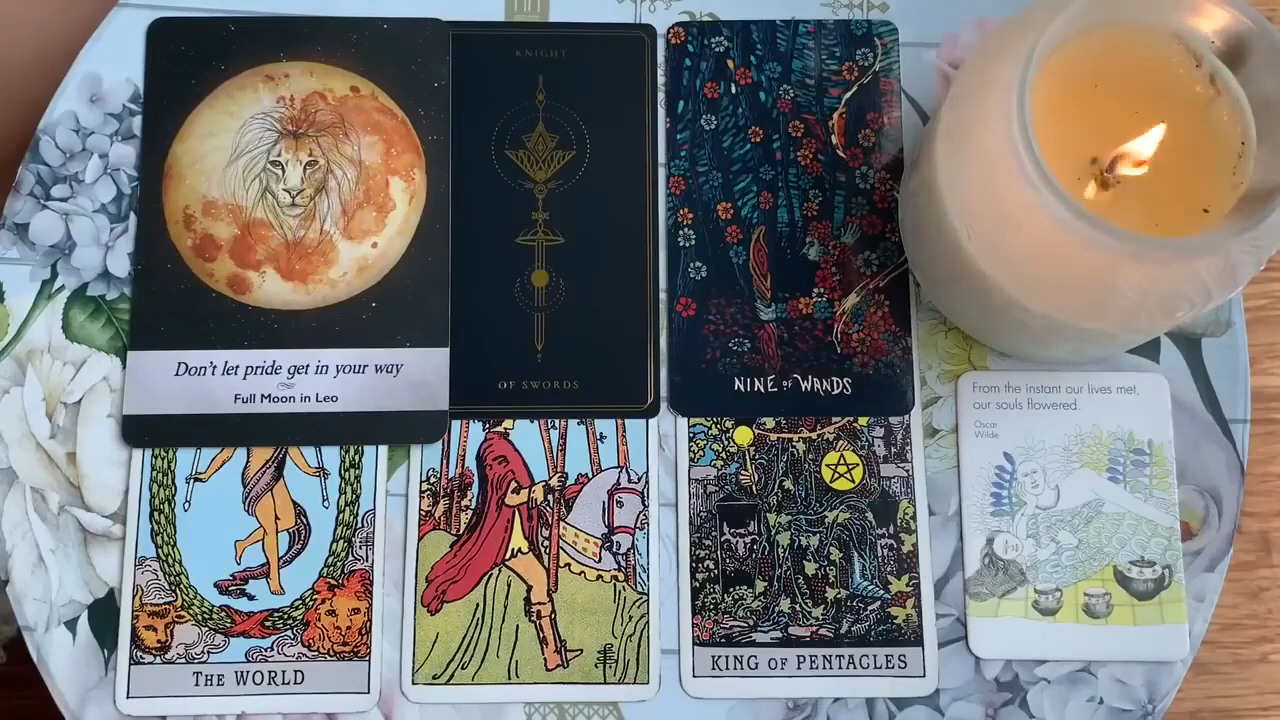 Don't let pride get in your way
Full Moon in Leo
KNIGHT
OF SWORDS
NINE OF WANDS
From the instant our lives met,
our souls flowered.
Oscar
Wilde
THE WORLD
KING OF PENTACLES